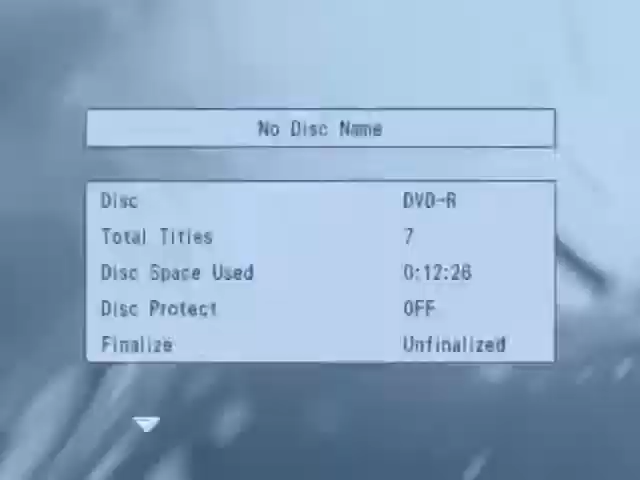 No Disc Name
Disc DVD-R
Total Titles 7
Disc Space Used 0:12:26
Disc Protect OFF
Finalize Unfinalized